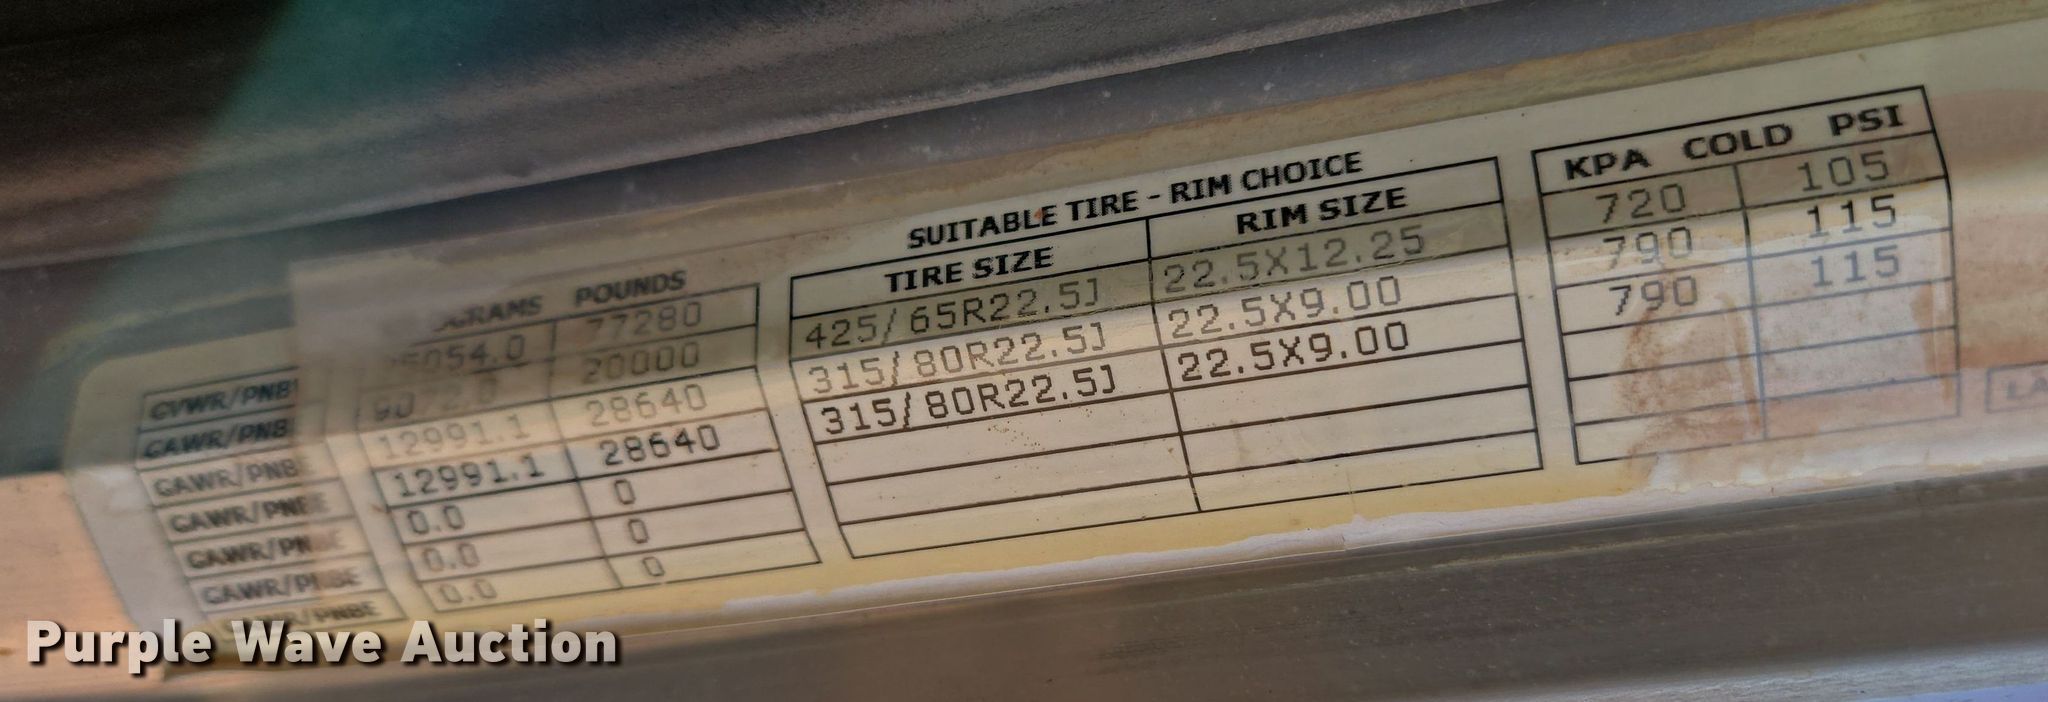 SUITABLE TIRE - RIM CHOICE
POUNDS
TIRE SIZE RIM SIZE
KPA COLD PSI
GVWR/PNBE 77280
425/65R22.5J 22.5X12.25
720 105
GAWR/PNBE 9072.0 20000
315/80R22.5J 22.5X9.00
790 115
GAWR/PNBE 12991.1 28640
315/80R22.5J 22.5X9.00
790 115
GAWR/PNBE 12991.1 28640
GAWR/PNBE 0.0 0
GAWR/PNBE 0.0 0
0.0 0
Purple Wave Auction